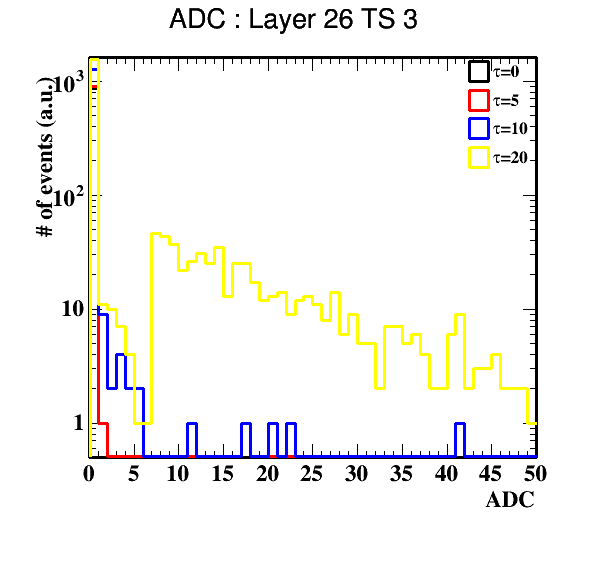 ADC : Layer 26 TS 3
# of events (a.u.)
10³
10²
10
1
τ=0
τ=5
τ=10
τ=20
0 5 10 15 20 25 30 35 40 45 50
ADC